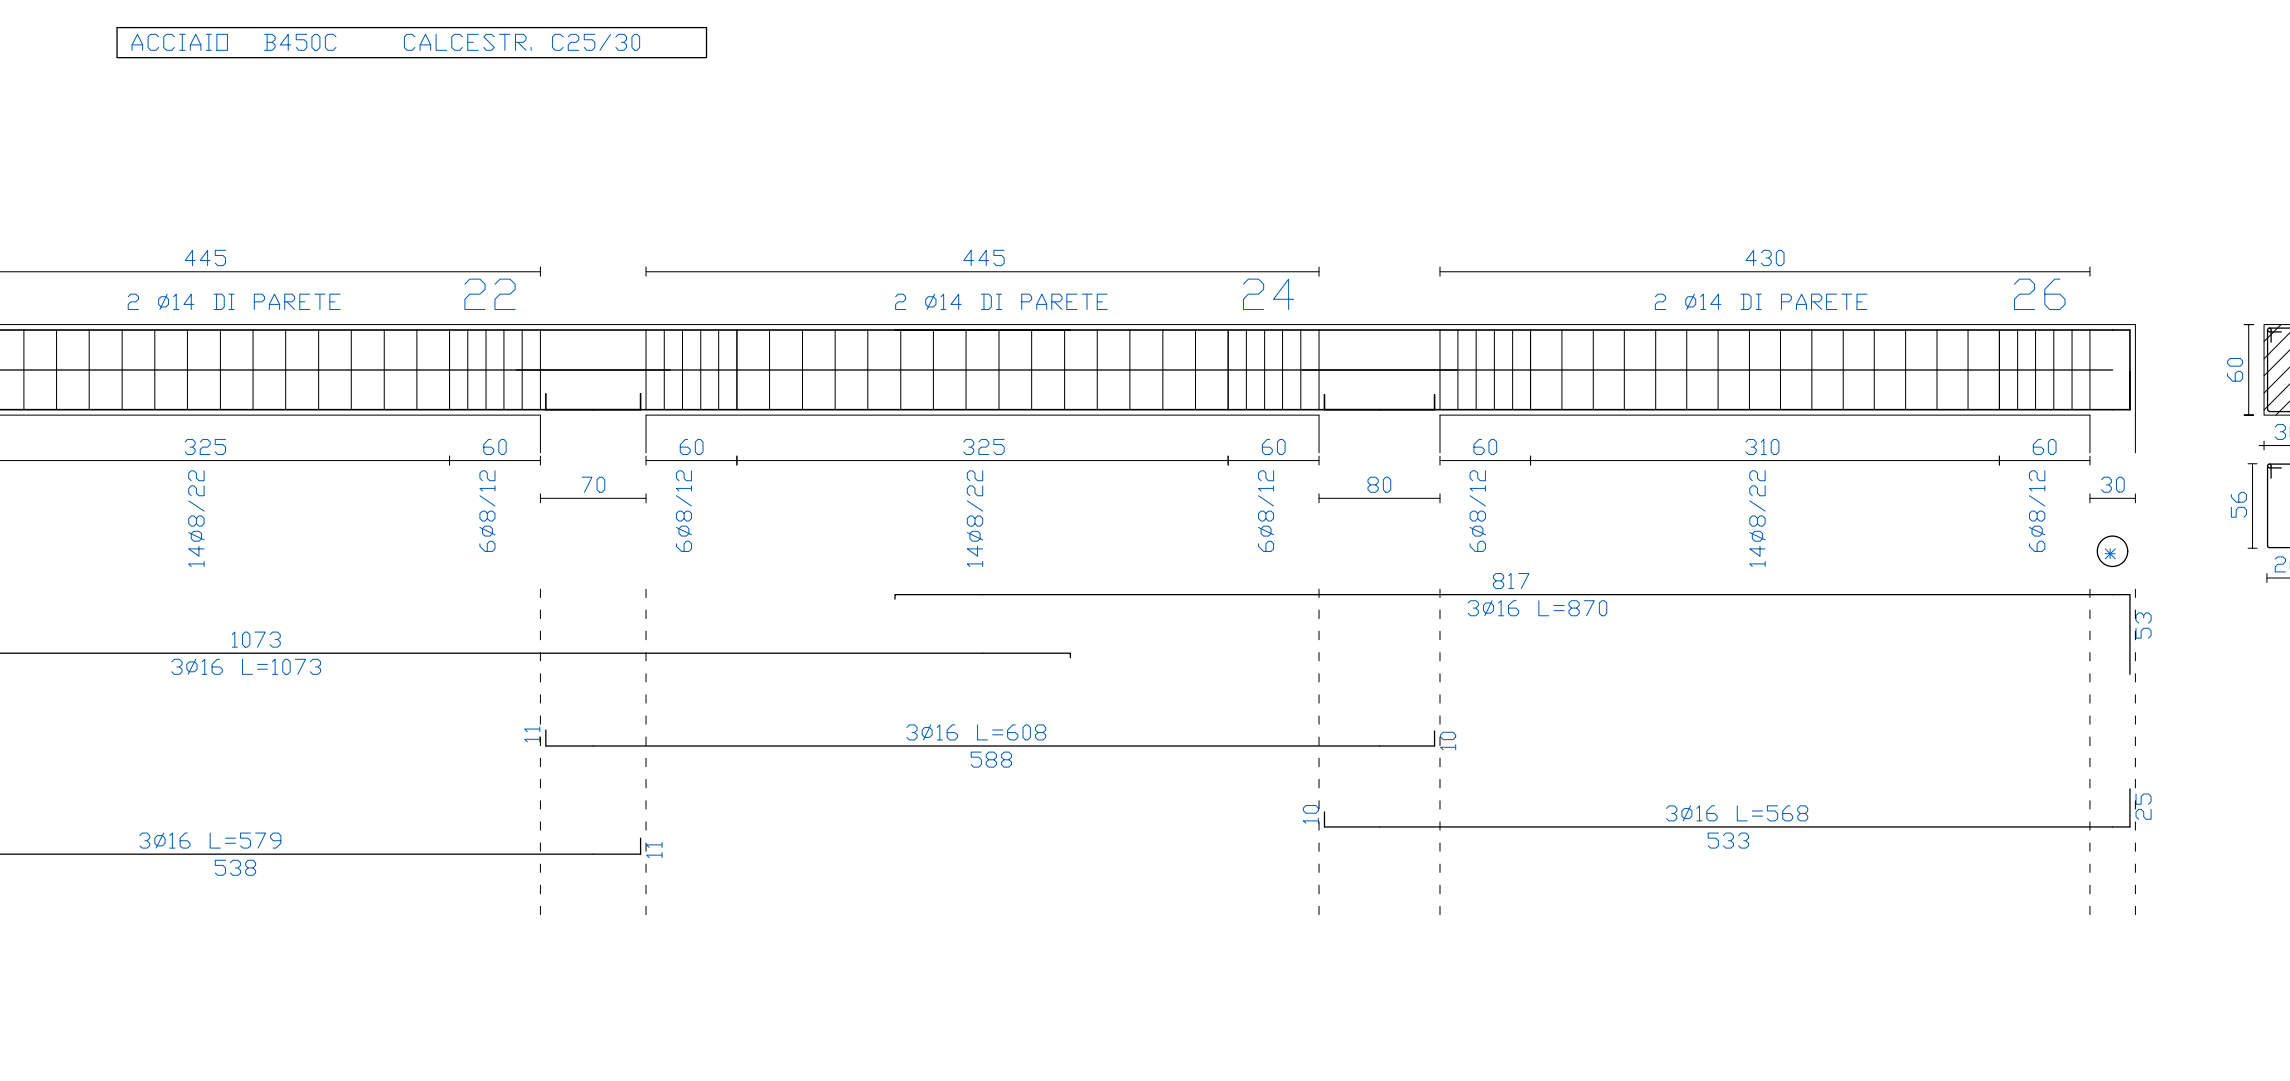 ACCIAIO B450C CALCESTR. C25/30
445 445 430
2 Ø14 DI PARETE 22 2 Ø14 DI PARETE 24 2 Ø14 DI PARETE 26
60
325 60 60 325 60 60 310 60
70 80 30
14Ø8/22 6Ø8/12 6Ø8/12 14Ø8/22 6Ø8/12 6Ø8/12 14Ø8/22 6Ø8/12
56
*
817
3Ø16 L=870
53
1073
3Ø16 L=1073
11 3Ø16 L=608 10
588
10 3Ø16 L=568 25
533
3Ø16 L=579 11
538